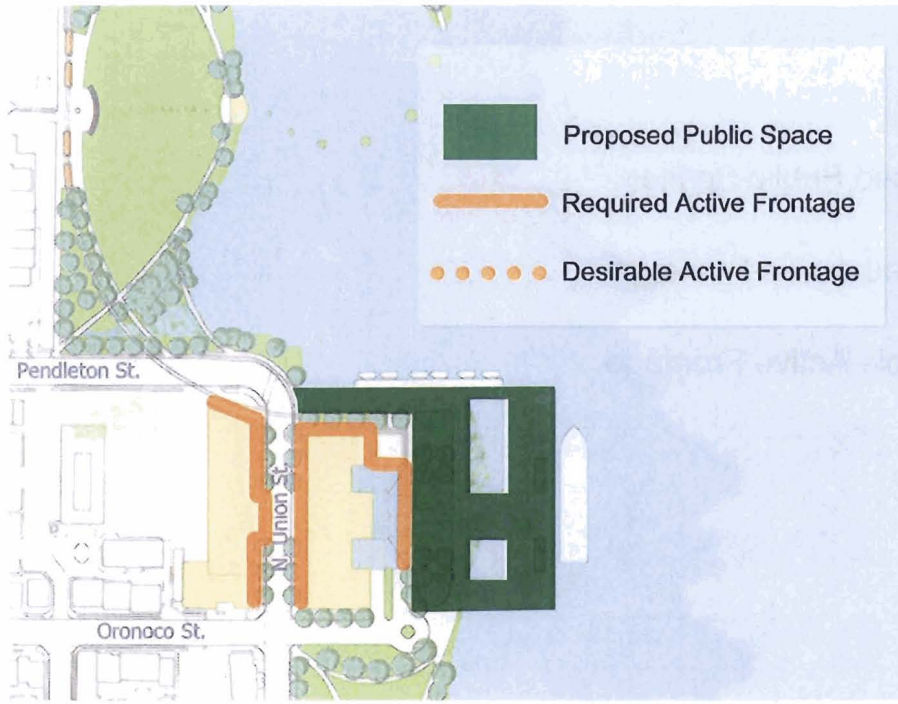 Proposed Public Space
Required Active Frontage
Desirable Active Frontage
Pendleton St.
N. Union St.
Oronoco St.